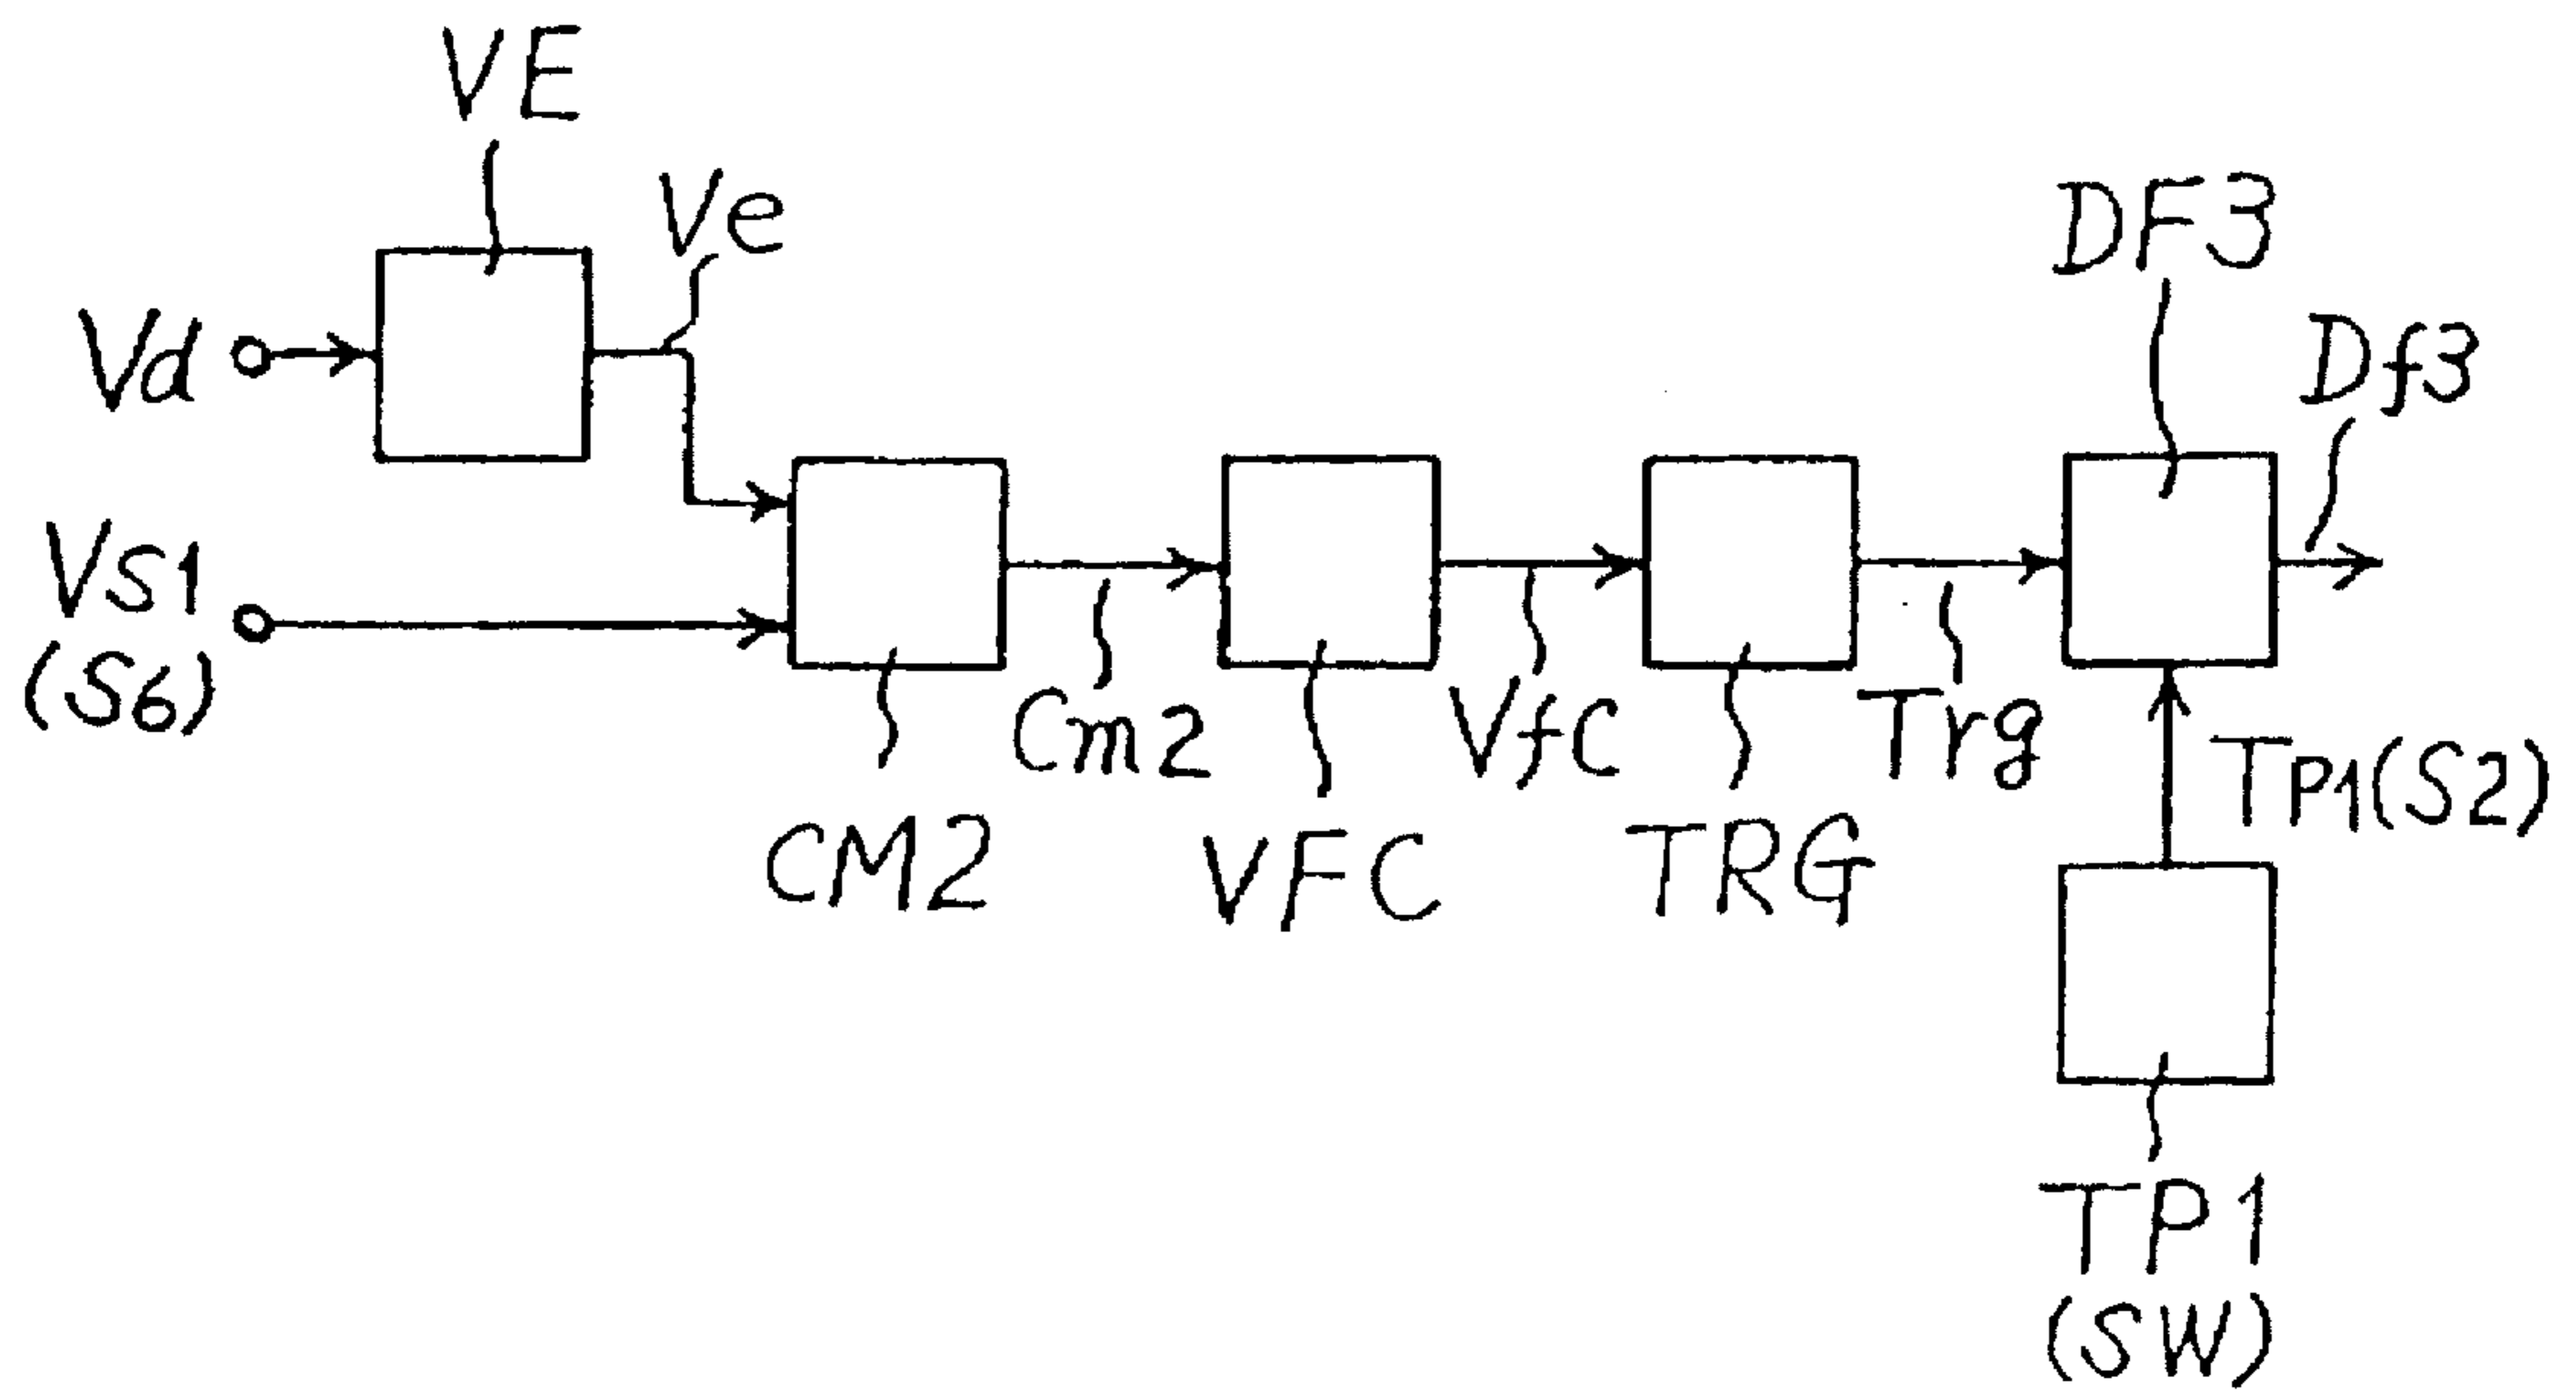 VE
Ve
DF3
Vd
Df3
VS1
(S6)
Cm2
Vfc
Trg
TP1(S2)
CM2
VFC
TRG
TP1
(SW)